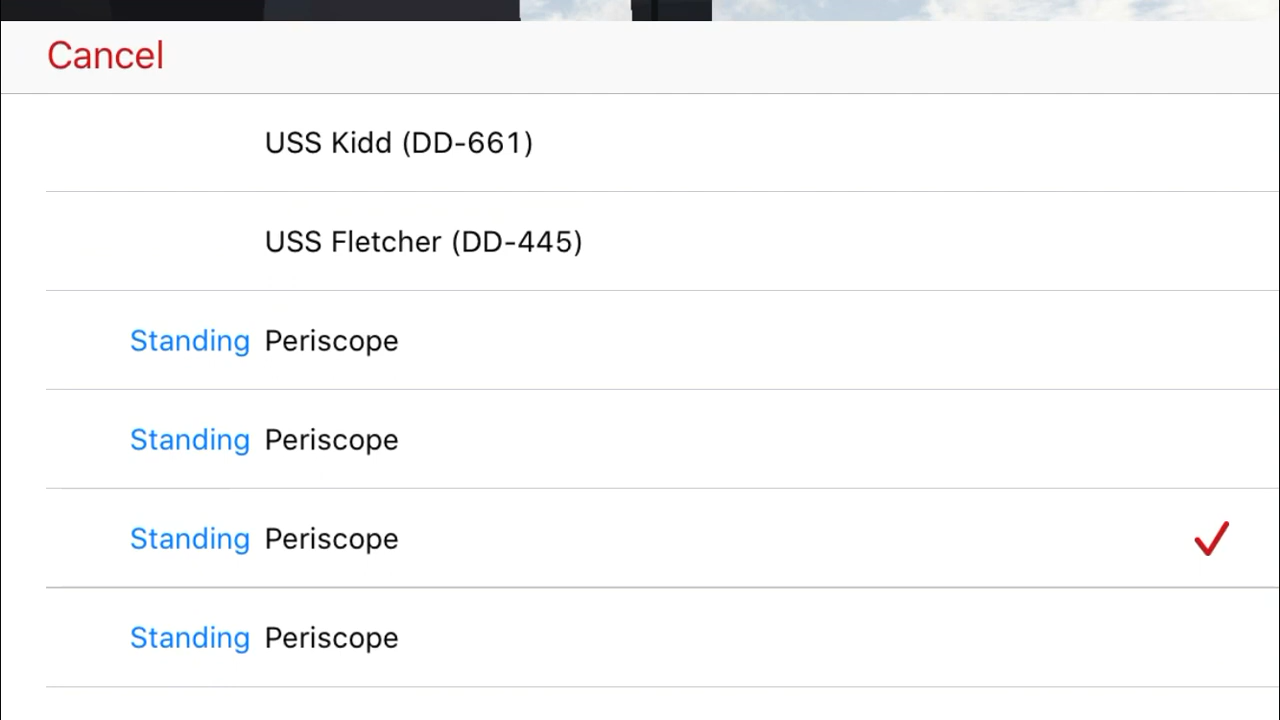 Cancel
USS Kidd (DD-661)
USS Fletcher (DD-445)
Standing Periscope
Standing Periscope
Standing Periscope
Standing Periscope